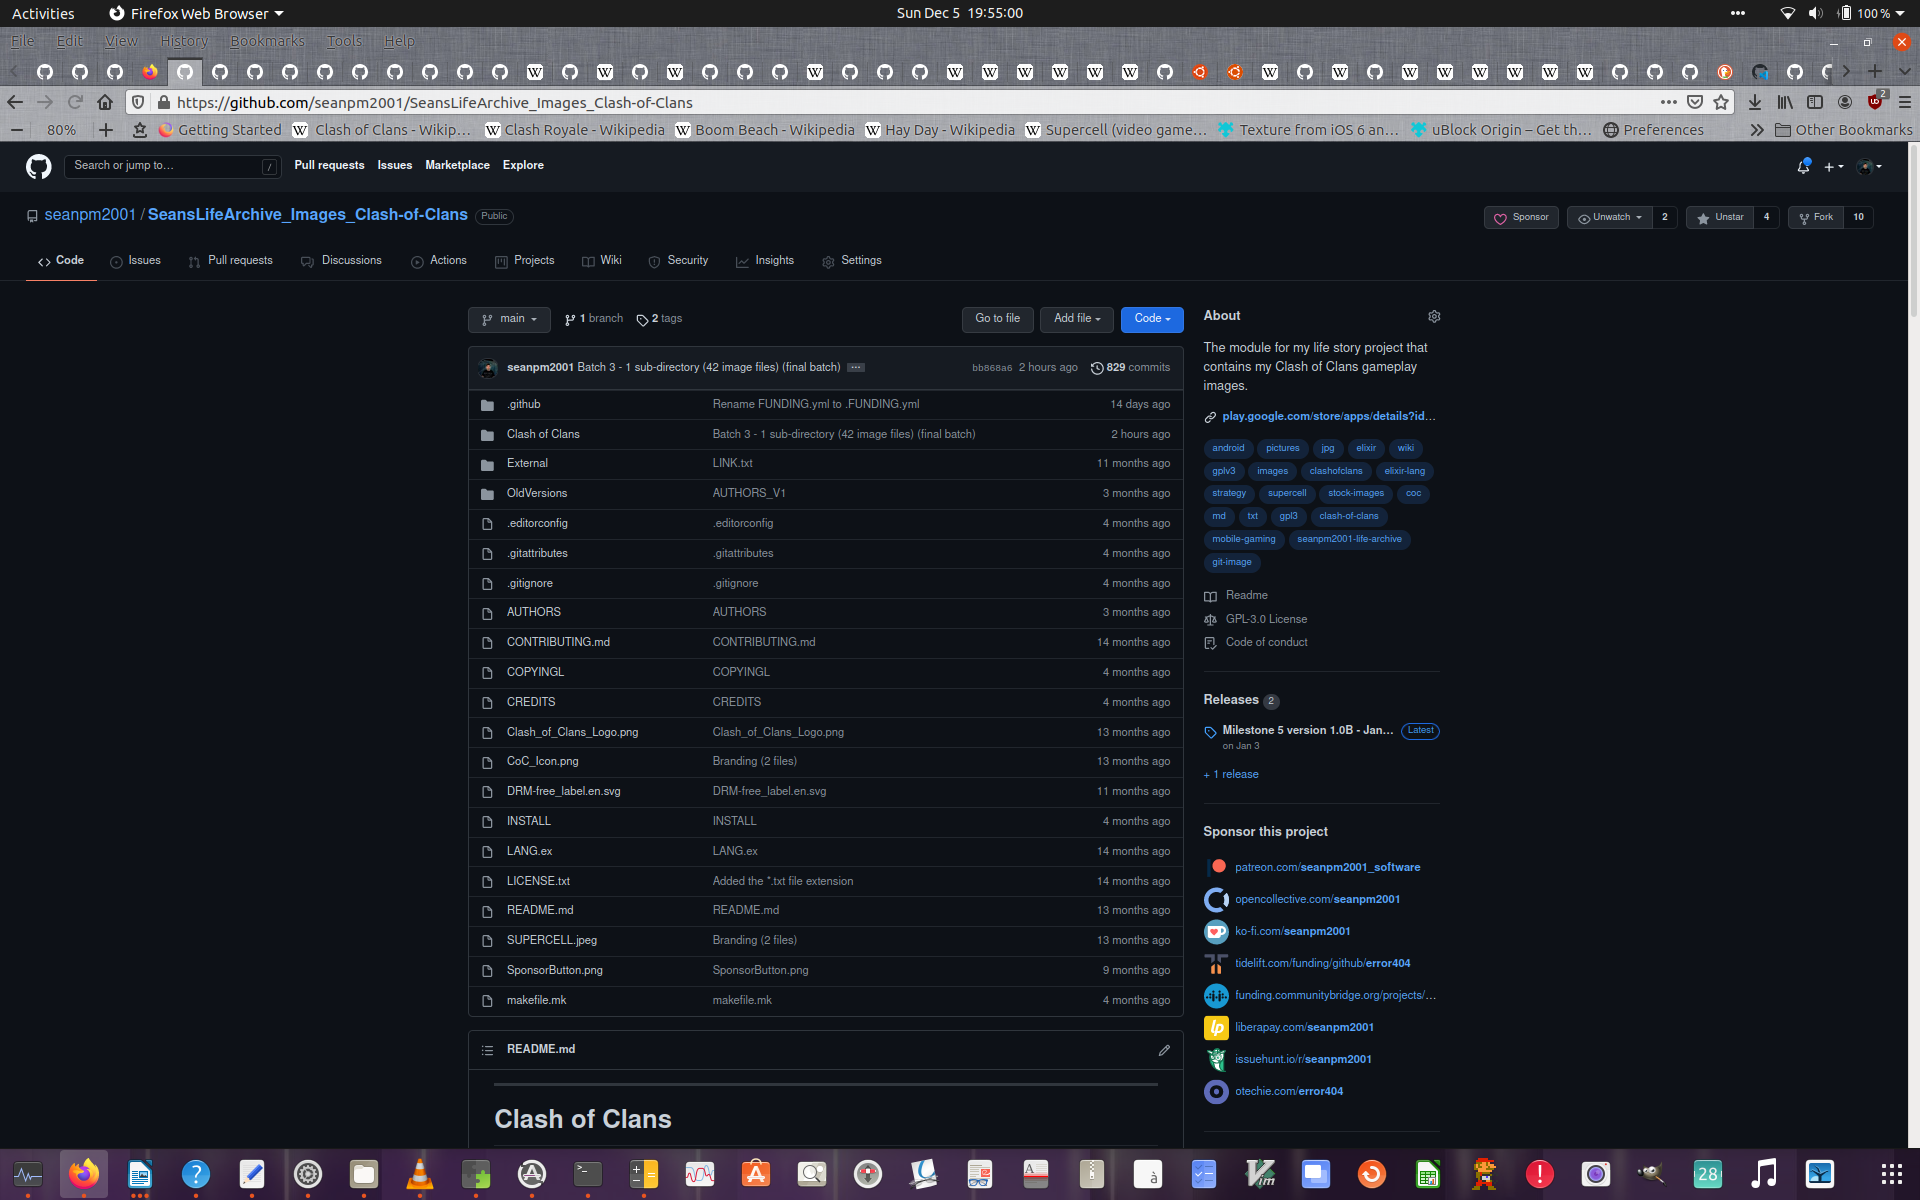 Activities Firefox Web Browser Sun Dec 5 19:55:00 100 %
File Edit View History Bookmarks Tools Help
https://github.com/seanpm2001/SeansLifeArchive_Images_Clash-of-Clans 2
80% Getting Started Clash of Clans - Wikip… Clash Royale - Wikipedia Boom Beach - Wikipedia Hay Day - Wikipedia Supercell (video game… Texture from iOS 6 an… uBlock Origin – Get th… Preferences Other Bookmarks
Search or jump to… / Pull requests Issues Marketplace Explore
seanpm2001 / SeansLifeArchive_Images_Clash-of-Clans Public Sponsor Unwatch 2 Unstar 4 Fork 10
Code Issues Pull requests Discussions Actions Projects Wiki Security Insights Settings
main 1 branch 2 tags Go to file Add file Code
seanpm2001 Batch 3 - 1 sub-directory (42 image files) (final batch) ··· bb868a6 2 hours ago 829 commits
.github Rename FUNDING.yml to .FUNDING.yml 14 days ago
Clash of Clans Batch 3 - 1 sub-directory (42 image files) (final batch) 2 hours ago
External LINK.txt 11 months ago
OldVersions AUTHORS_V1 3 months ago
.editorconfig .editorconfig 4 months ago
.gitattributes .gitattributes 4 months ago
.gitignore .gitignore 4 months ago
AUTHORS AUTHORS 3 months ago
CONTRIBUTING.md CONTRIBUTING.md 14 months ago
COPYINGL COPYINGL 4 months ago
CREDITS CREDITS 4 months ago
Clash_of_Clans_Logo.png Clash_of_Clans_Logo.png 13 months ago
CoC_Icon.png Branding (2 files) 13 months ago
DRM-free_label.en.svg DRM-free_label.en.svg 11 months ago
INSTALL INSTALL 4 months ago
LANG.ex LANG.ex 14 months ago
LICENSE.txt Added the *.txt file extension 14 months ago
README.md README.md 13 months ago
SUPERCELL.jpeg Branding (2 files) 13 months ago
SponsorButton.png SponsorButton.png 9 months ago
makefile.mk makefile.mk 4 months ago
README.md
Clash of Clans
About
The module for my life story project that
contains my Clash of Clans gameplay
images.
play.google.com/store/apps/details?id…
android pictures jpg elixir wiki
gplv3 images clashofclans elixir-lang
strategy supercell stock-images coc
md txt gpl3 clash-of-clans
mobile-gaming seanpm2001-life-archive
git-image
Readme
GPL-3.0 License
Code of conduct
Releases 2
Milestone 5 version 1.0B - Jan… Latest
on Jan 3
+ 1 release
Sponsor this project
patreon.com/seanpm2001_software
opencollective.com/seanpm2001
ko-fi.com/seanpm2001
tidelift.com/funding/github/error404
funding.communitybridge.org/projects/…
lp liberapay.com/seanpm2001
issuehunt.io/r/seanpm2001
otechie.com/error404
28